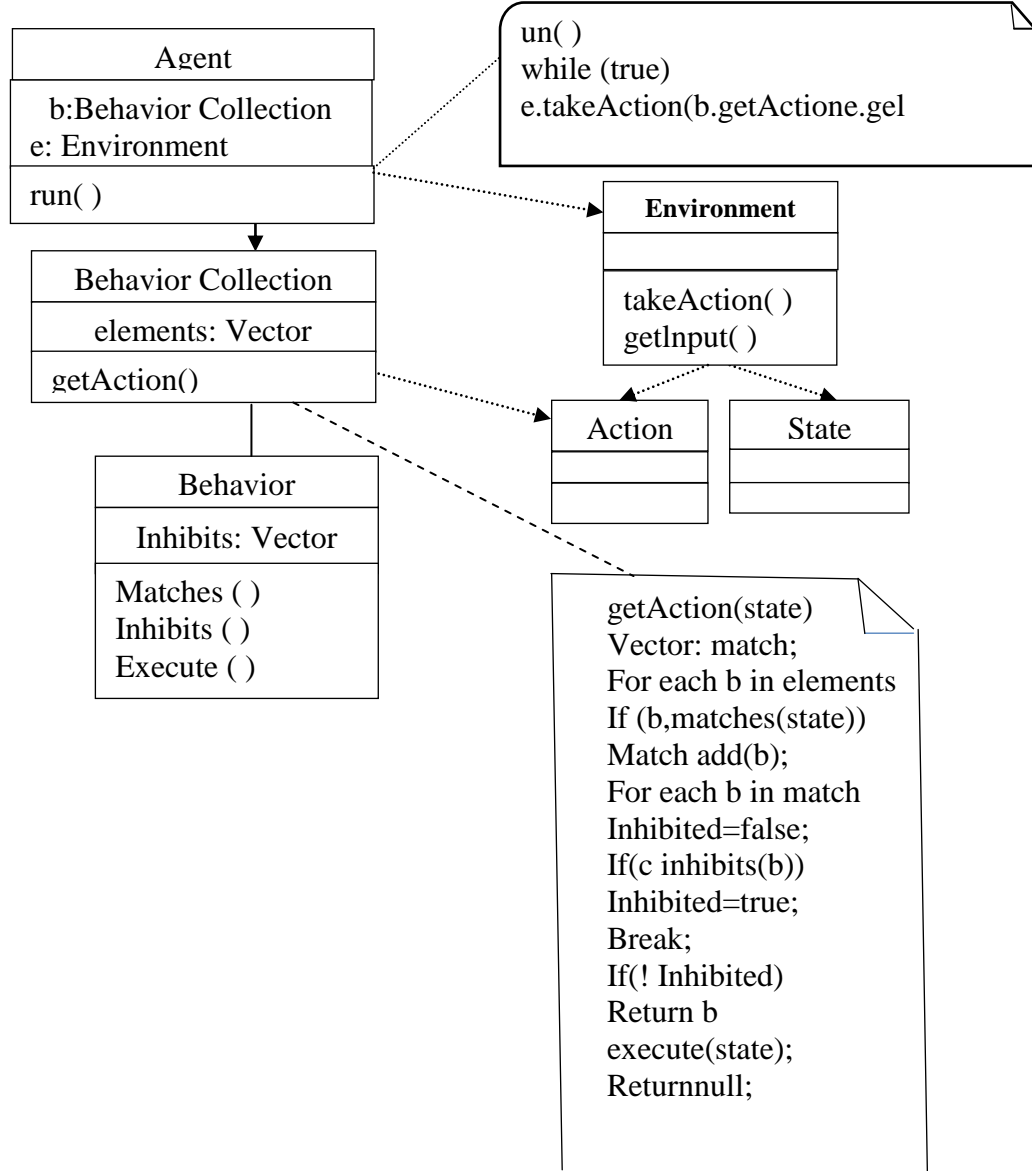 Agent
b:Behavior Collection
e: Environment
run( )
un( )
while (true)
e.takeAction(b.getActione.gel
Environment
takeAction( )
getlnput( )
Behavior Collection
elements: Vector
getAction()
Action
State
Behavior
Inhibits: Vector
Matches ( )
Inhibits ( )
Execute ( )
getAction(state)
Vector: match;
For each b in elements
If (b,matches(state))
Match add(b);
For each b in match
Inhibited=false;
If(c inhibits(b))
Inhibited=true;
Break;
If(! Inhibited)
Return b
execute(state);
Returnnull;